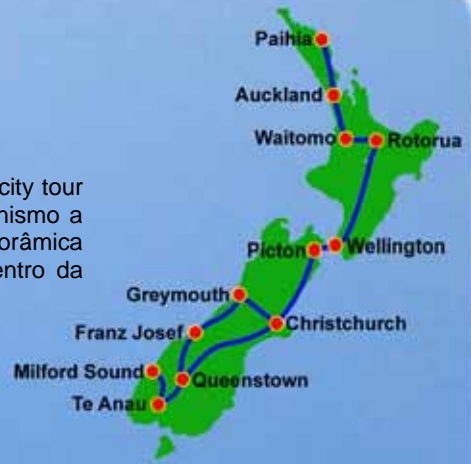 Paihia
Auckland
Waitomo
Rotorua
city tour
nismo a
orâmica
entro da
Picton
Wellington
Greymouth
Christchurch
Franz Josef
Milford Sound
Queenstown
Te Anau